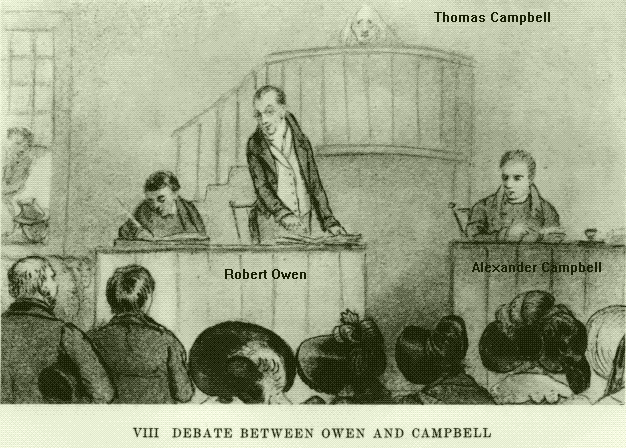 Thomas Campbell
Robert Owen
Alexander Campbell
VIII DEBATE BETWEEN OWEN AND CAMPBELL